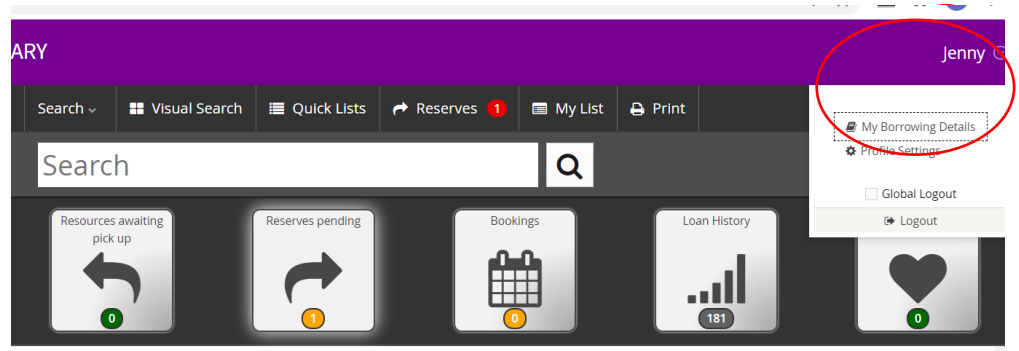 ARY
Jenny
Search
Visual Search
Quick Lists
Reserves 1
My List
Print
My Borrowing Details
Profile Settings
Global Logout
Logout
Search
Resources awaiting
pick up
0
Reserves pending
1
Bookings
0
Loan History
181
0